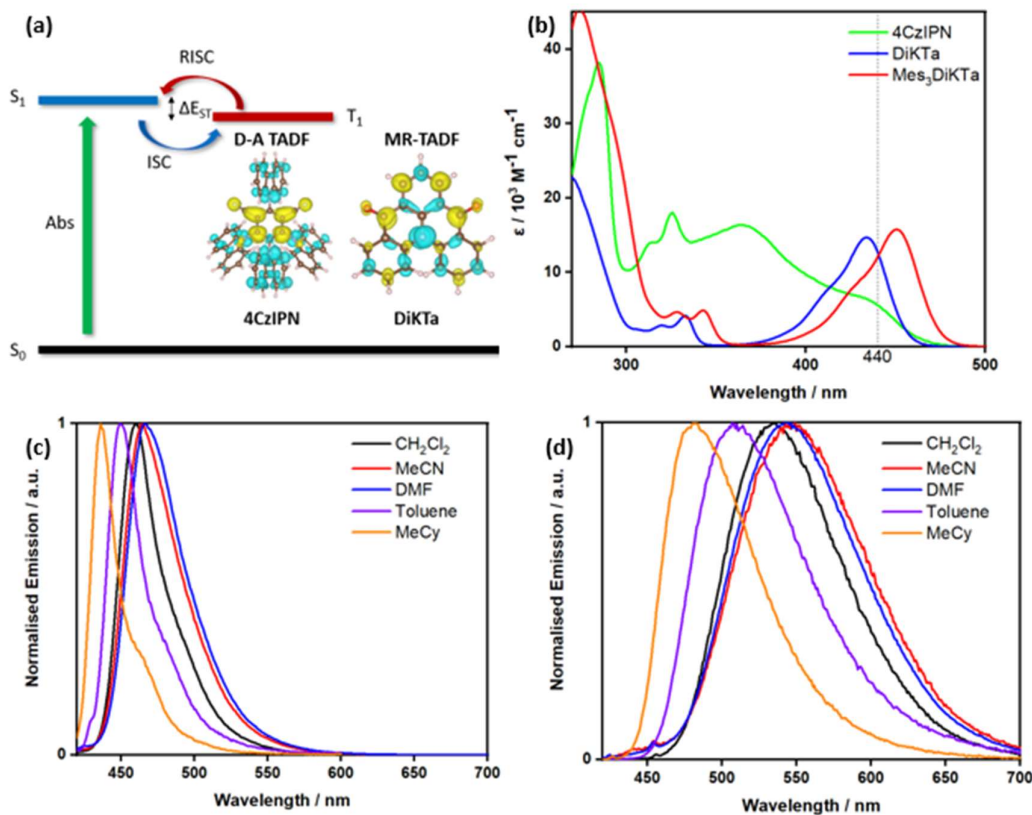 (a)
RISC
S1
ΔEST
T1
ISC
D-A TADF
MR-TADF
Abs
4CzIPN
DiKTa
S0
(b)
4CzIPN
DiKTa
Mes3DiKTa
40
30
20
10
0
ε / 10³ M⁻¹ cm⁻¹
300
400
440
500
Wavelength / nm
(c)
1
CH2Cl2
MeCN
DMF
Toluene
MeCy
Normalised Emission / a.u.
0
450
500
550
600
650
700
Wavelength / nm
(d)
1
CH2Cl2
MeCN
DMF
Toluene
MeCy
Normalised Emission / a.u.
0
450
500
550
600
650
700
Wavelength / nm